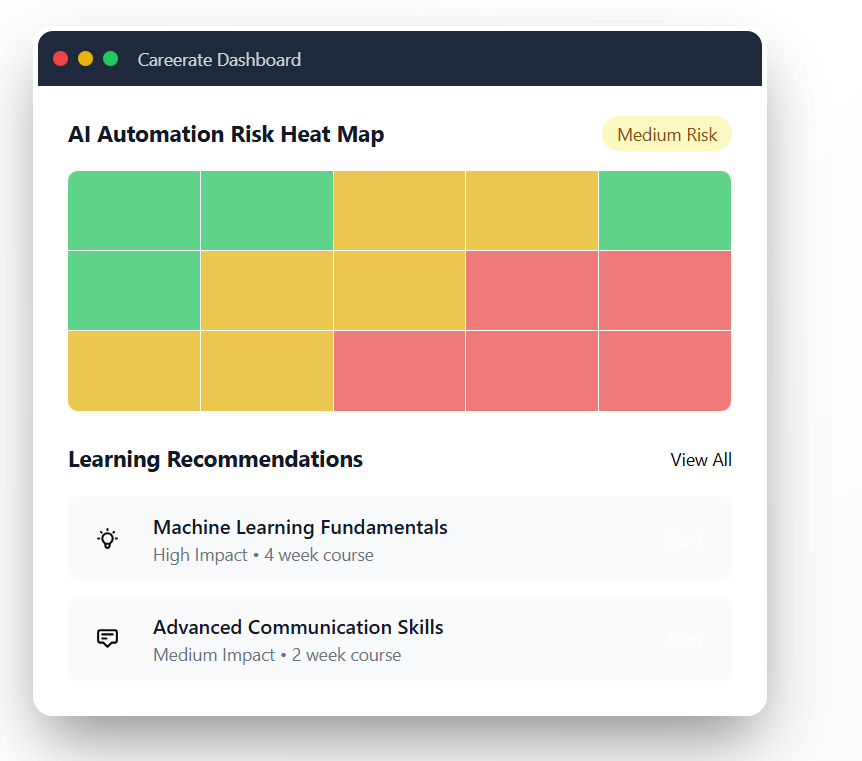 Careerate Dashboard
AI Automation Risk Heat Map
Medium Risk
Learning Recommendations
View All
Machine Learning Fundamentals
High Impact • 4 week course
Start
Advanced Communication Skills
Medium Impact • 2 week course
Start